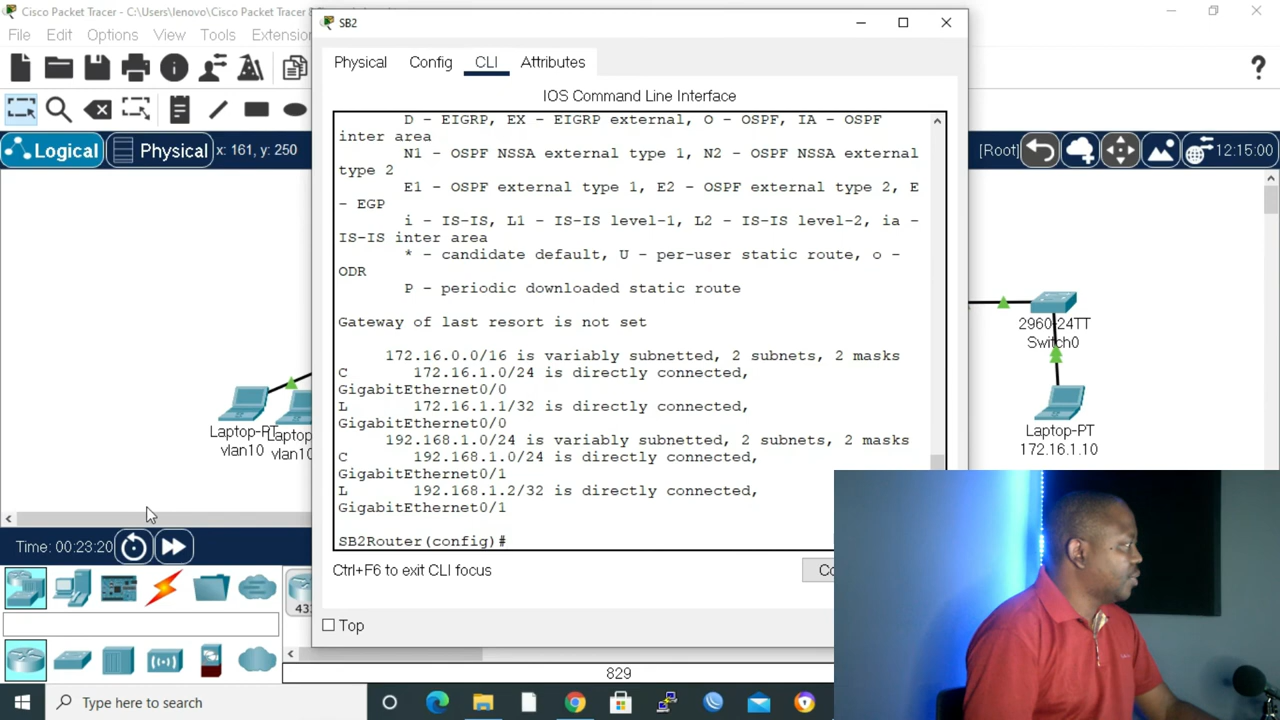 Cisco Packet Tracer - C:\Users\lenovo\Cisco Packet Tracer
SB2
File Edit Options View Tools Extension
Physical Config CLI Attributes
IOS Command Line Interface
Logical Physical x: 161, y: 250
[Root] 12:15:00
D - EIGRP, EX - EIGRP external, O - OSPF, IA - OSPF
inter area
N1 - OSPF NSSA external type 1, N2 - OSPF NSSA external
type 2
E1 - OSPF external type 1, E2 - OSPF external type 2, E
- EGP
i - IS-IS, L1 - IS-IS level-1, L2 - IS-IS level-2, ia -
IS-IS inter area
* - candidate default, U - per-user static route, o -
ODR
P - periodic downloaded static route
Gateway of last resort is not set
172.16.0.0/16 is variably subnetted, 2 subnets, 2 masks
C 172.16.1.0/24 is directly connected,
GigabitEthernet0/0
L 172.16.1.1/32 is directly connected,
GigabitEthernet0/0
192.168.1.0/24 is variably subnetted, 2 subnets, 2 masks
C 192.168.1.0/24 is directly connected,
GigabitEthernet0/1
L 192.168.1.2/32 is directly connected,
GigabitEthernet0/1
SB2Router(config)#
Ctrl+F6 to exit CLI focus
Co
Top
2960-24TT
Switch0
Laptop-PT
172.16.1.10
Laptop-PT
vlan10
Laptop
vlan10
Time: 00:23:20
43
829
Type here to search